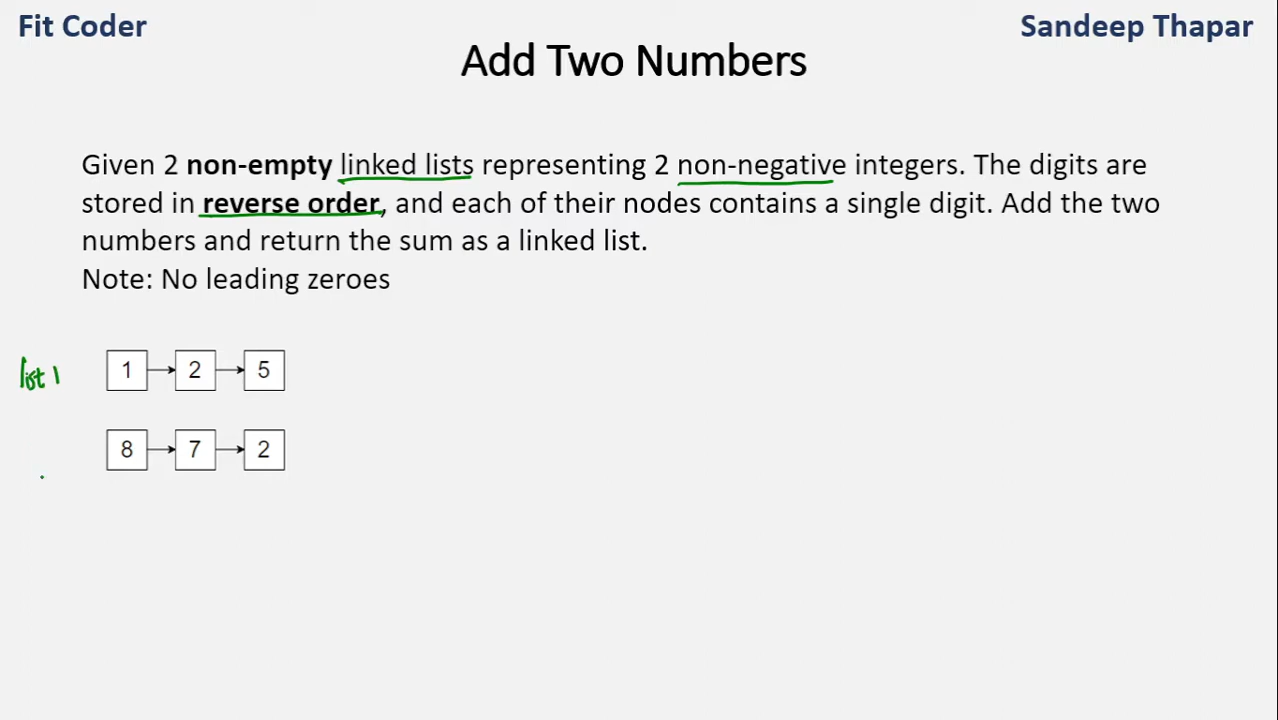 Fit Coder
Sandeep Thapar
Add Two Numbers
Given 2 non-empty linked lists representing 2 non-negative integers. The digits are
stored in reverse order, and each of their nodes contains a single digit. Add the two
numbers and return the sum as a linked list.
Note: No leading zeroes
list 1
1 2 5
8 7 2